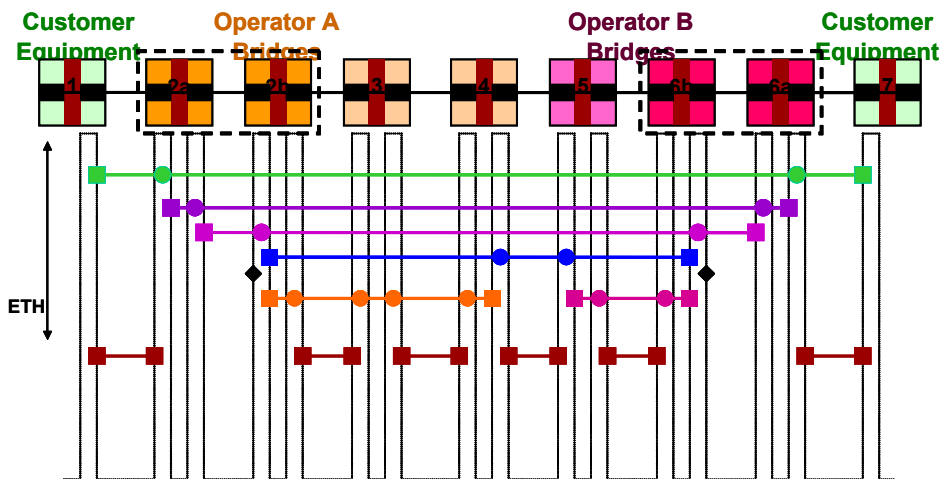 Customer Equipment
Operator A Bridges
Operator B Bridges
Customer Equipment
1 2a 2b 3 4 5 6b 6a 7
ETH